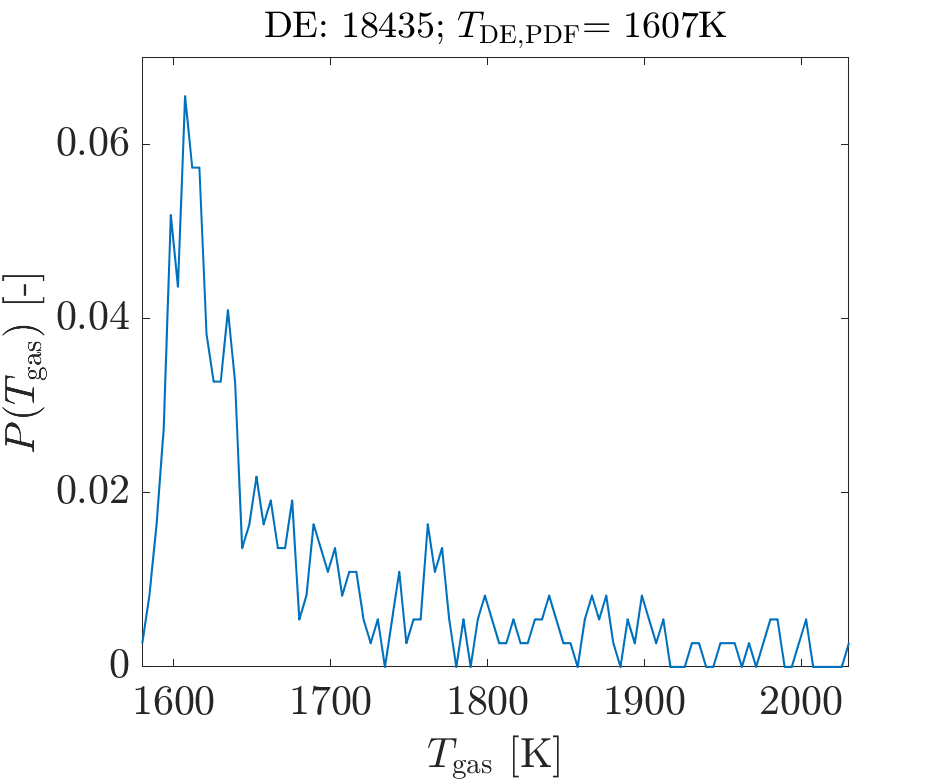 DE: 18435; T_DE,PDF= 1607K
0.06
0.04
0.02
0
P(T_gas) [-]
1600 1700 1800 1900 2000
T_gas [K]